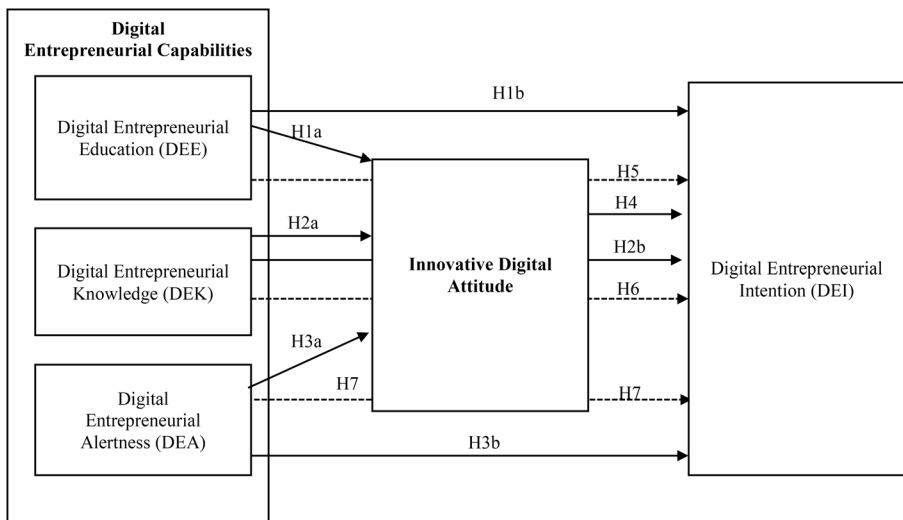 Digital
Entrepreneurial Capabilities
Digital Entrepreneurial
Education (DEE)
H1b
H1a
H5
H4
Digital Entrepreneurial
Knowledge (DEK)
H2a
Innovative Digital
Attitude
H2b
H6
Digital Entrepreneurial
Intention (DEI)
H3a
H7
H7
Digital
Entrepreneurial
Alertness (DEA)
H3b